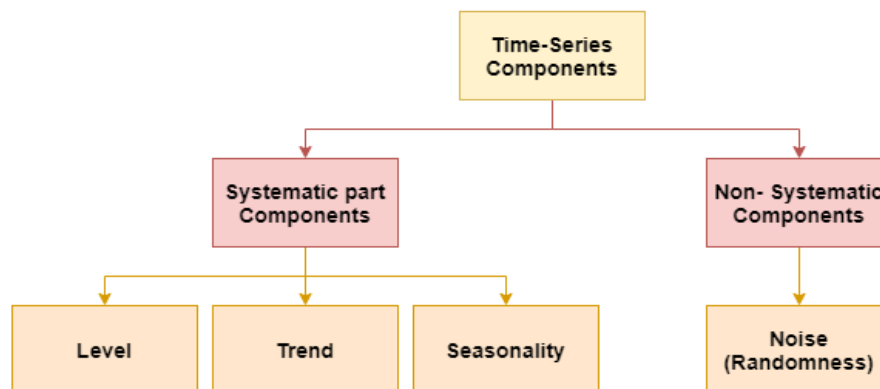 Time-Series
Components
Systematic part
Components
Non- Systematic
Components
Level
Trend
Seasonality
Noise
(Randomness)